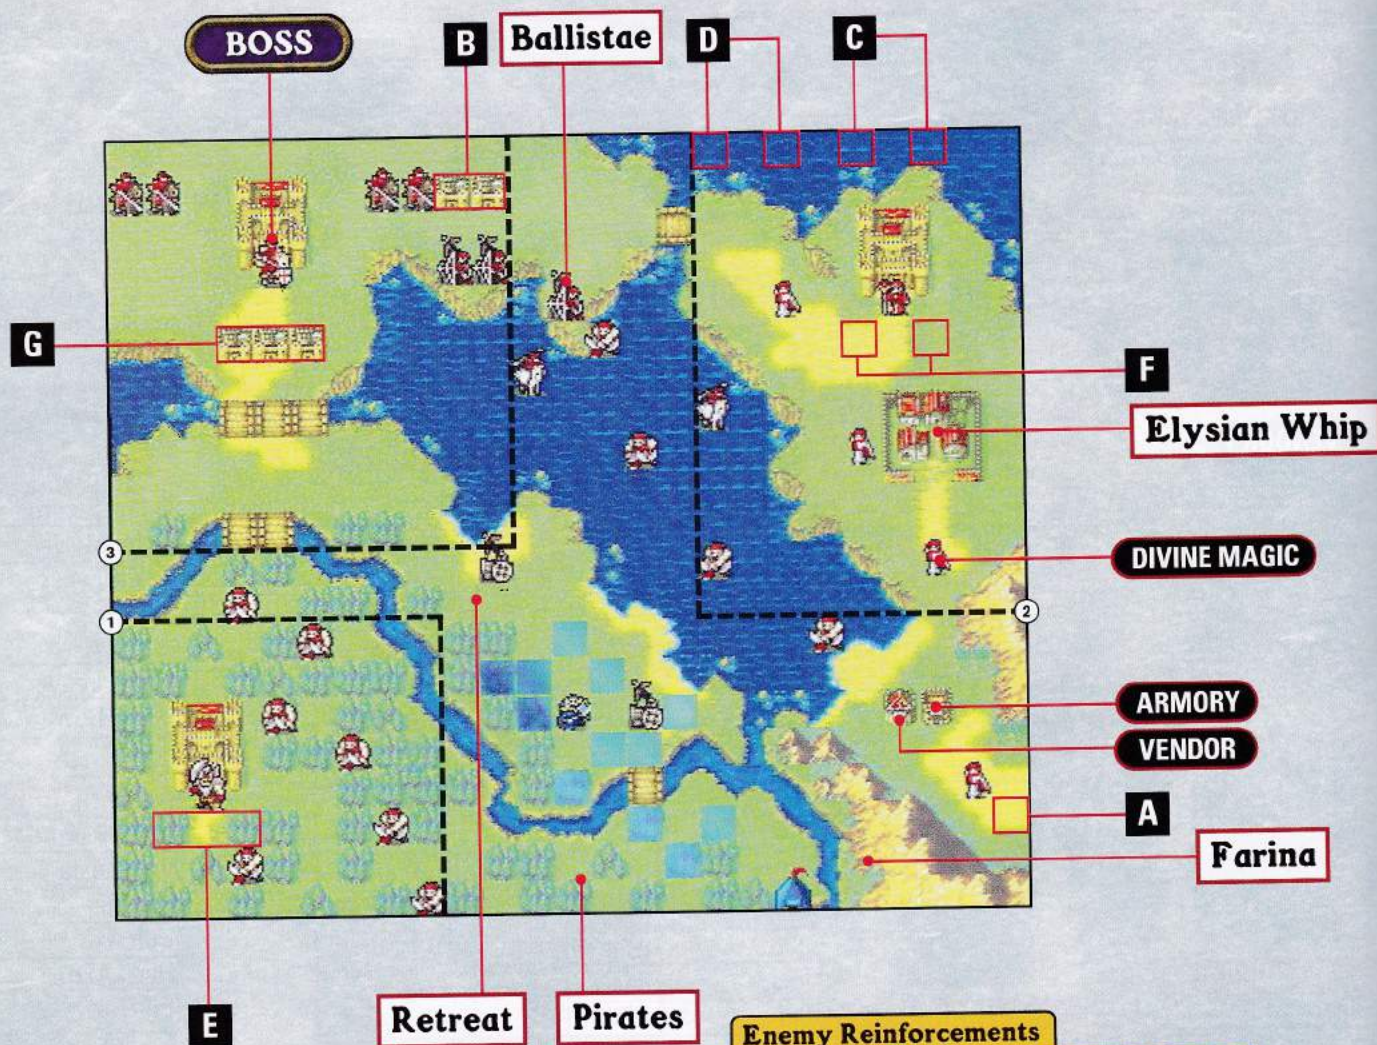 BOSS
B
Ballistae
D
C
G
F
Elysian Whip
3
DIVINE MAGIC
1
2
ARMORY
VENDOR
A
Farina
E
Retreat
Pirates
Enemy Reinforcements